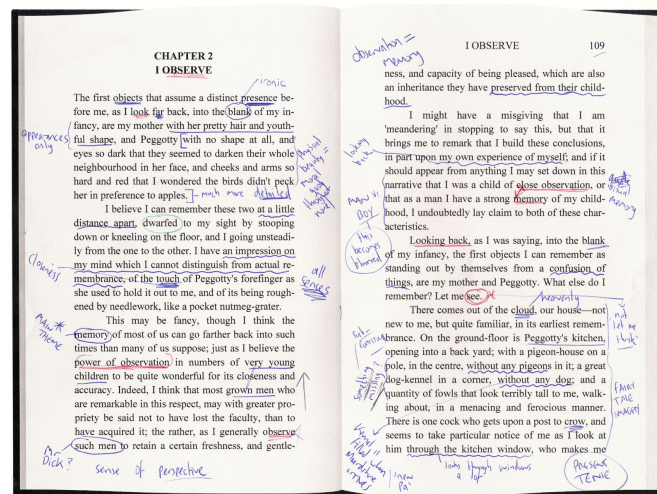 CHAPTER 2
I OBSERVE
ironic
The first objects that assume a distinct presence be-
fore me, as I look far back, into the blank of my in-
fancy, are my mother with her pretty hair and youth-
ful shape, and Peggotty with no shape at all, and
eyes so dark that they seemed to darken their whole
neighbourhood in her face, and cheeks and arms so
hard and red that I wondered the birds didn't peck
her in preference to apples.
much more detailed
appearances
only
physical
beauty =
I believe I can remember these two at a little
distance apart, dwarfed to my sight by stooping
down or kneeling on the floor, and I going unsteadi-
ly from the one to the other. I have an impression on
my mind which I cannot distinguish from actual re-
membrance, of the touch of Peggotty's forefinger as
she used to hold it out to me, and of its being rough-
ened by needlework, like a pocket nutmeg-grater.
closeness
all
senses
This may be fancy, though I think the
memory of most of us can go farther back into such
times than many of us suppose; just as I believe the
power of observation in numbers of very young
children to be quite wonderful for its closeness and
accuracy. Indeed, I think that most grown men who
are remarkable in this respect, may with greater pro-
priety be said not to have lost the faculty, than to
have acquired it; the rather, as I generally observe
such men to retain a certain freshness, and gentle-
MAIN
THEME
Mr
Dick?
sense of perspective
observation =
memory
I OBSERVE
109
ness, and capacity of being pleased, which are also
an inheritance they have preserved from their child-
hood.
I might have a misgiving that I am
'meandering' in stopping to say this, but that it
brings me to remark that I build these conclusions,
in part upon my own experience of myself; and if it
should appear from anything I may set down in this
narrative that I was a child of close observation, or
that as a man I have a strong memory of my child-
hood, I undoubtedly lay claim to both of these char-
acteristics.
looking
back
MAN vs
BOY
this
becomes
blurred
visual
memory
Looking back, as I was saying, into the blank
of my infancy, the first objects I can remember as
standing out by themselves from a confusion of
things, are my mother and Peggotty. What else do I
remember? Let me see.
heavenly
not
let me
think
There comes out of the cloud, our house—not
new to me, but quite familiar, in its earliest remem-
brance. On the ground-floor is Peggotty's kitchen,
opening into a back yard; with a pigeon-house on a
pole, in the centre, without any pigeons in it; a great
dog-kennel in a corner, without any dog; and a
quantity of fowls that look terribly tall to me, walk-
ing about, in a menacing and ferocious manner.
There is one cock who gets upon a post to crow, and
seems to take particular notice of me as I look at
him through the kitchen window, who makes me
something
missing
FAIRY
TALE
IMAGERY
looks through windows
a lot
PRESENT
TENSE